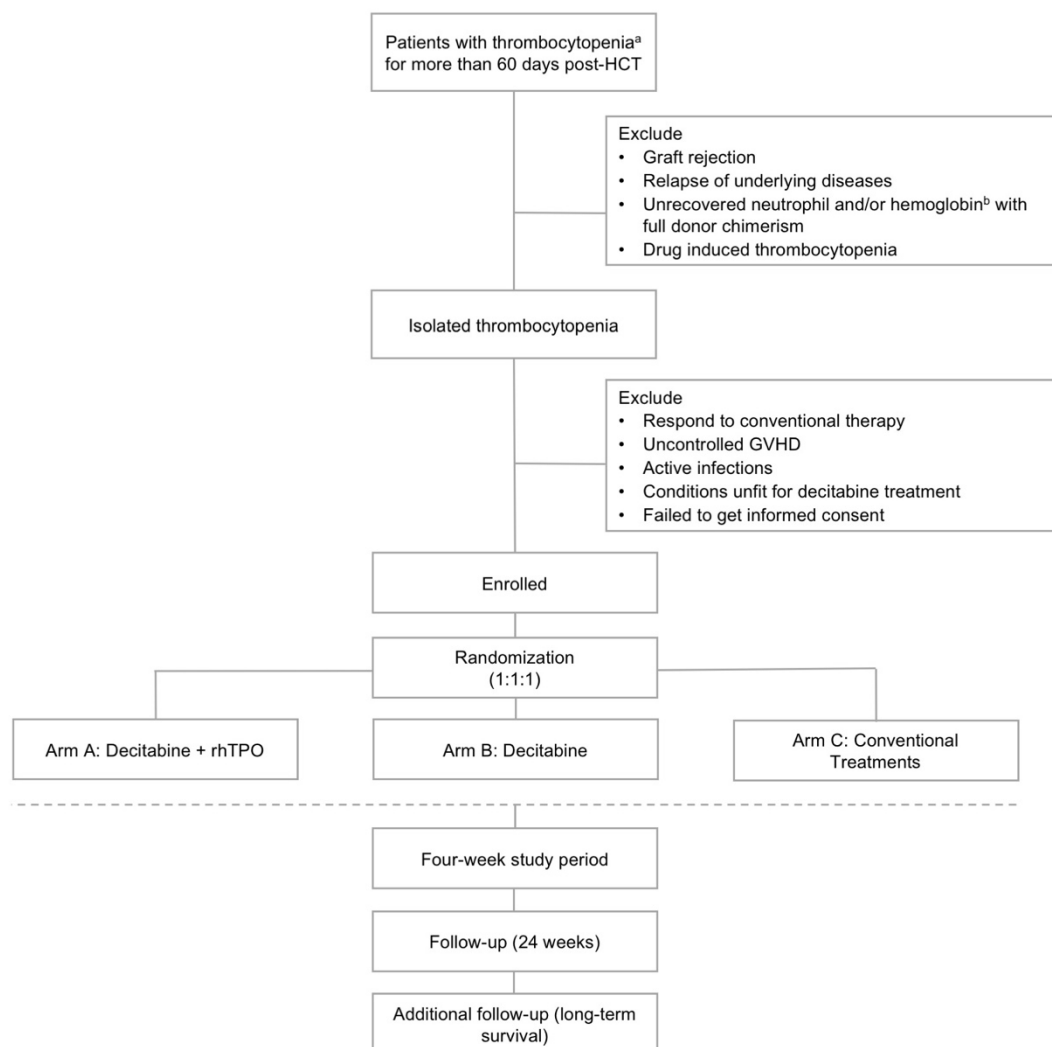 Patients with thrombocytopeniaᵃ
for more than 60 days post-HCT
Exclude
• Graft rejection
• Relapse of underlying diseases
• Unrecovered neutrophil and/or hemoglobinᵇ with
full donor chimerism
• Drug induced thrombocytopenia
Isolated thrombocytopenia
Exclude
• Respond to conventional therapy
• Uncontrolled GVHD
• Active infections
• Conditions unfit for decitabine treatment
• Failed to get informed consent
Enrolled
Randomization
(1:1:1)
Arm A: Decitabine + rhTPO
Arm B: Decitabine
Arm C: Conventional
Treatments
Four-week study period
Follow-up (24 weeks)
Additional follow-up (long-term
survival)